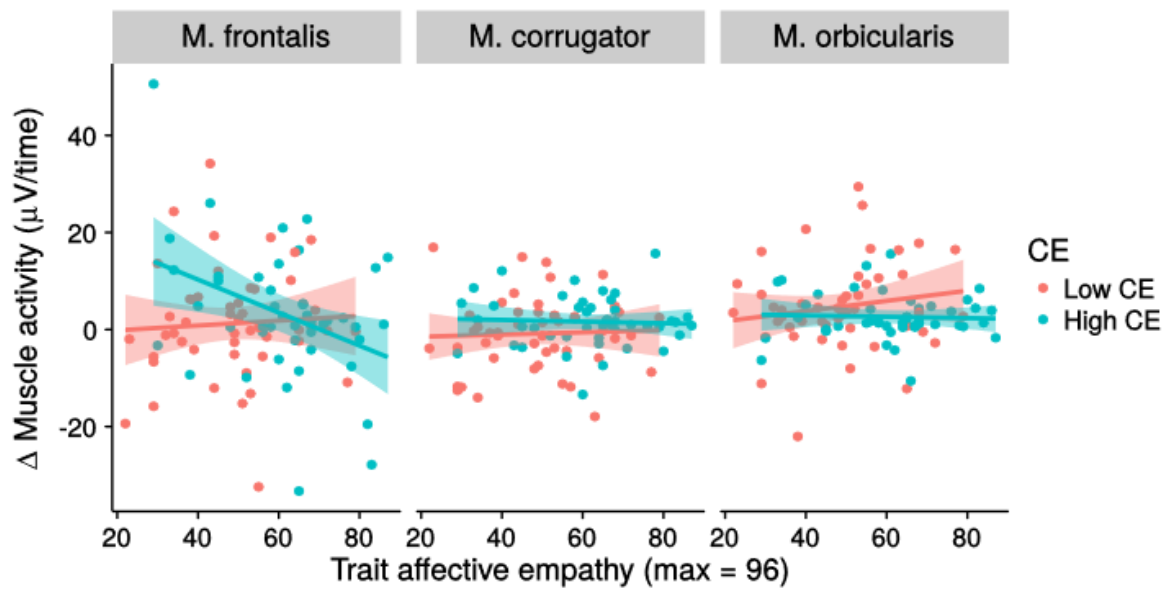 M. frontalis M. corrugator M. orbicularis
Δ Muscle activity (μV/time)
40
20
0
-20
20 40 60 80 20 40 60 80 20 40 60 80
Trait affective empathy (max = 96)
CE
Low CE
High CE